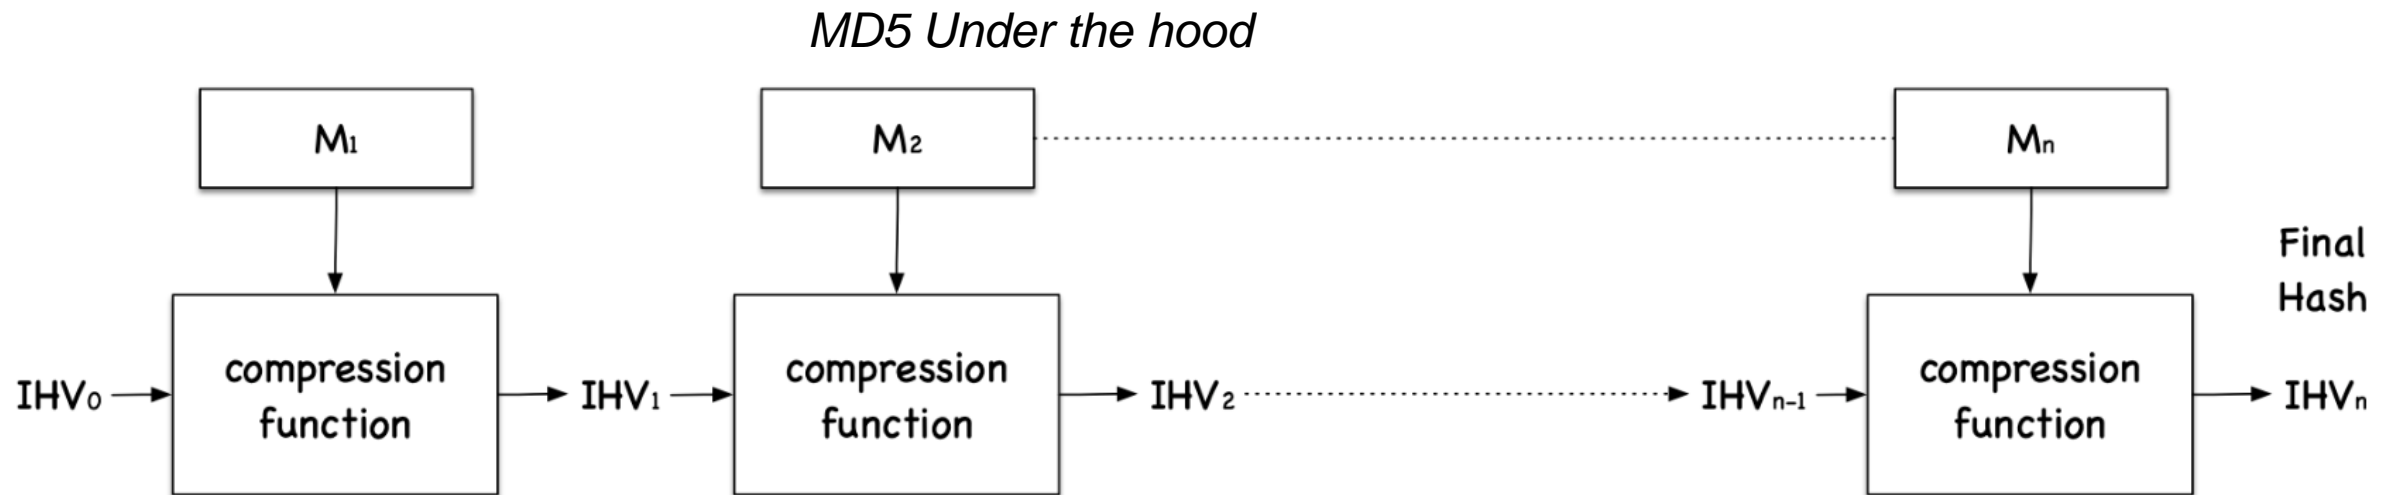 MD5 Under the hood
M₁
M₂
Mₙ
Final
Hash
IHV₀
compression
function
IHV₁
compression
function
IHV₂
IHVₙ₋₁
compression
function
IHVₙ